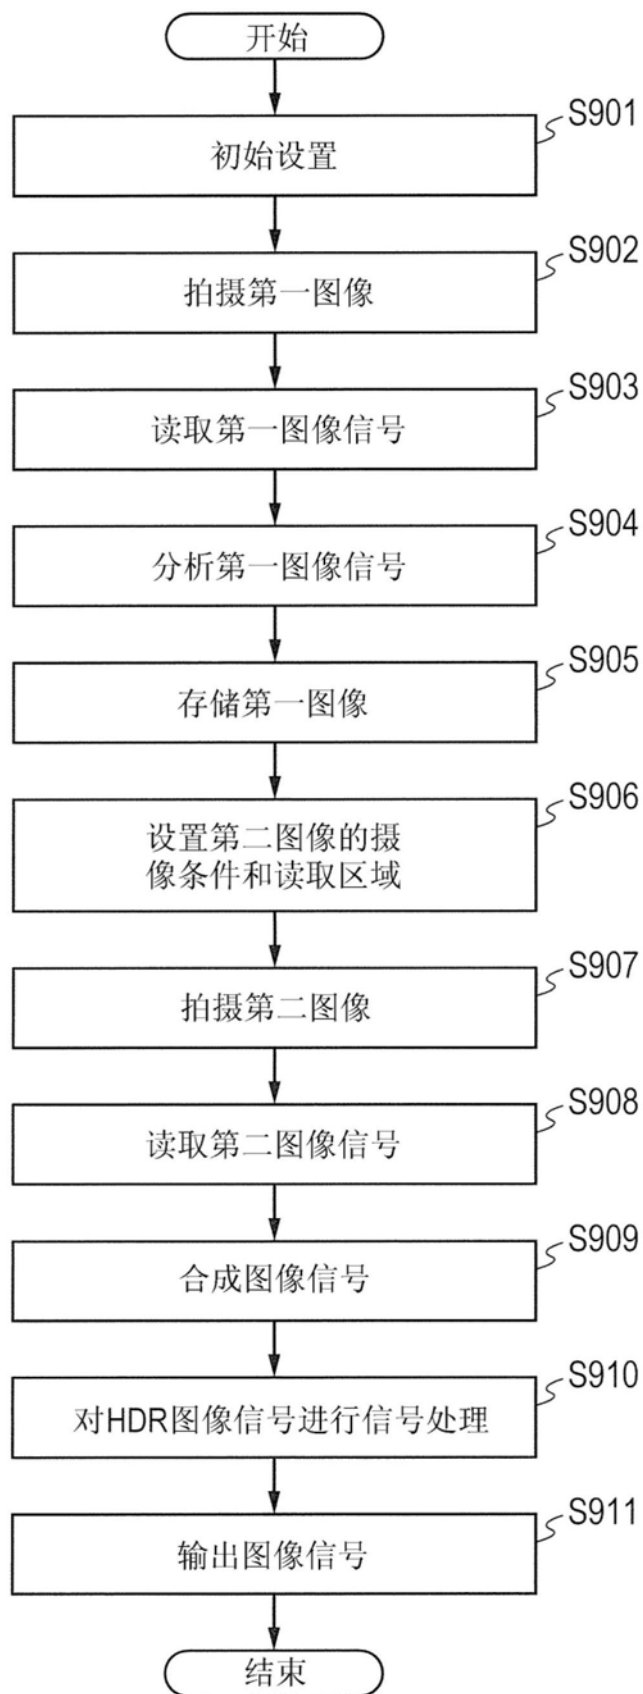 开始
S901
初始设置
S902
拍摄第一图像
S903
读取第一图像信号
S904
分析第一图像信号
S905
存储第一图像
S906
设置第二图像的摄
像条件和读取区域
S907
拍摄第二图像
S908
读取第二图像信号
S909
合成图像信号
S910
对HDR图像信号进行信号处理
S911
输出图像信号
结束